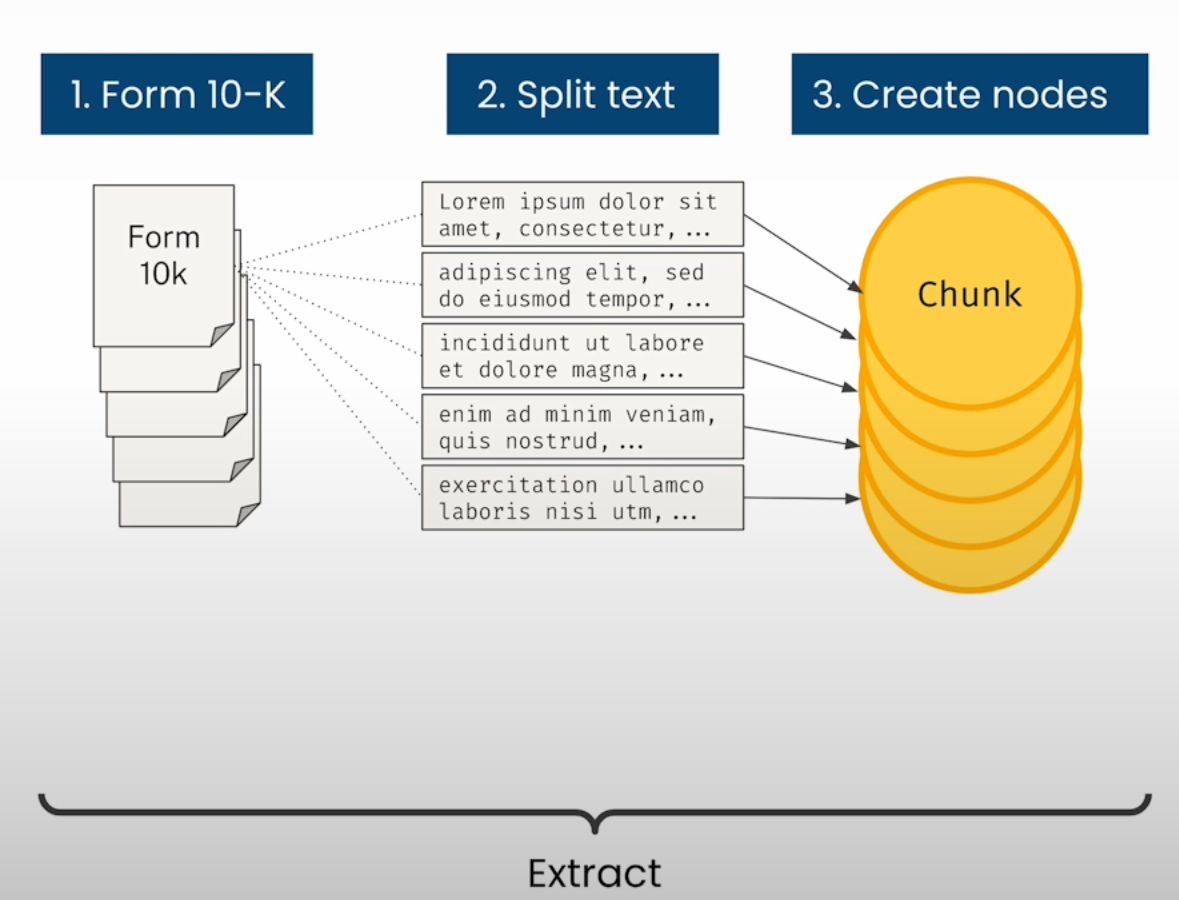 1. Form 10-K
2. Split text
3. Create nodes
Form
10k
Lorem ipsum dolor sit
amet, consectetur, ...
adipiscing elit, sed
do eiusmod tempor, ...
incididunt ut labore
et dolore magna, ...
enim ad minim veniam,
quis nostrud, ...
exercitation ullamco
laboris nisi utm, ...
Chunk
Extract